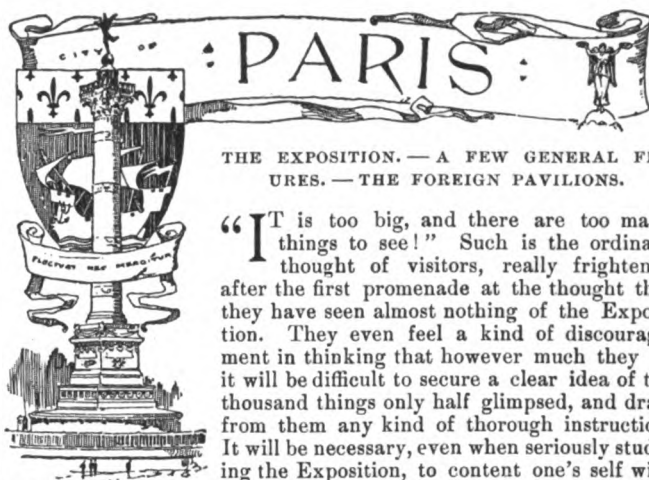 CITY OF
: PARIS :
FLUCTUAT NEC MERGITUR
THE EXPOSITION. — A FEW GENERAL FI
URES. — THE FOREIGN PAVILIONS.
“IT is too big, and there are too ma
things to see!” Such is the ordina
thought of visitors, really frighten
after the first promenade at the thought th
they have seen almost nothing of the Expo
tion. They even feel a kind of discourag
ment in thinking that however much they
it will be difficult to secure a clear idea of t
thousand things only half glimpsed, and dra
from them any kind of thorough instructio
It will be necessary, even when seriously stud
ing the Exposition, to content one's self wi